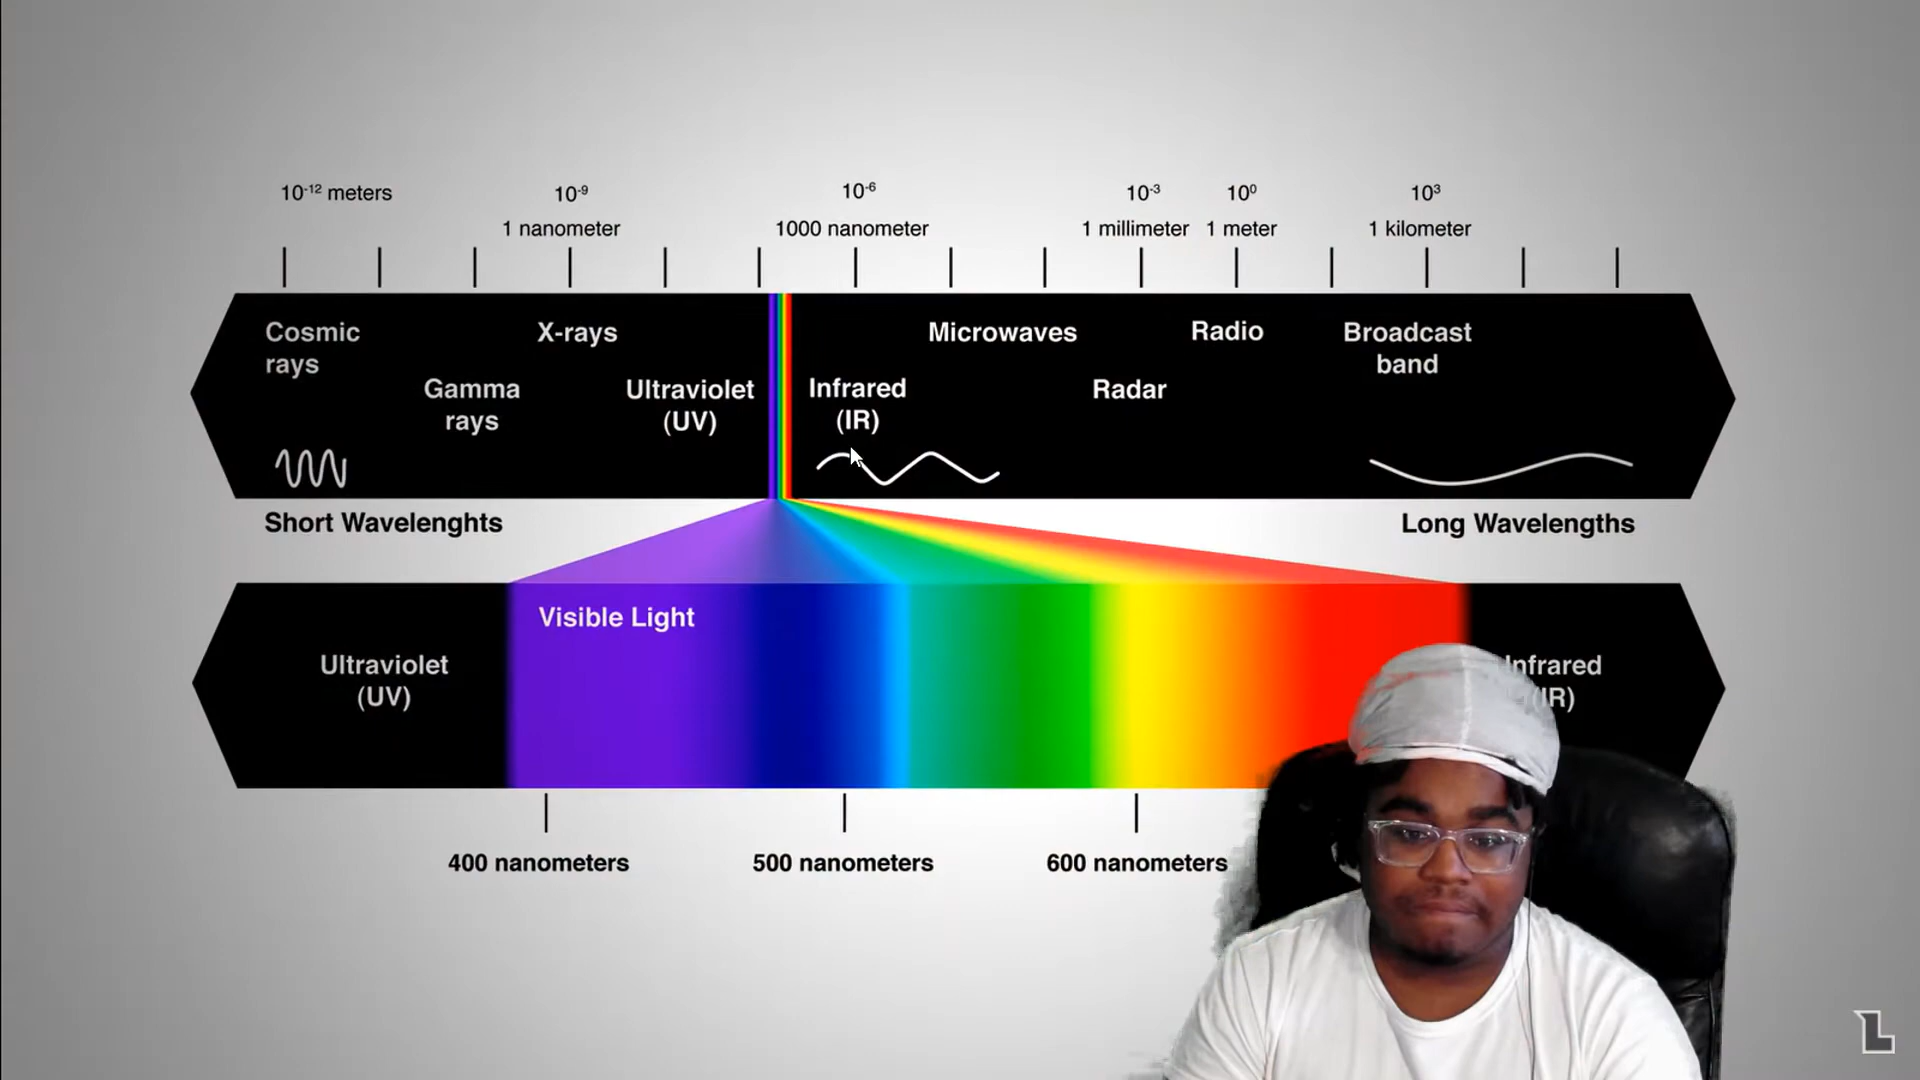 10-12 meters
10-9
10-6
10-3
100
103
1 nanometer
1000 nanometer
1 millimeter
1 meter
1 kilometer
Cosmic
rays
X-rays
Microwaves
Radio
Broadcast
band
Gamma
rays
Ultraviolet
(UV)
Infrared
(IR)
Radar
Short Wavelenghts
Long Wavelengths
Visible Light
Ultraviolet
(UV)
Infrared
(IR)
400 nanometers
500 nanometers
600 nanometers
L